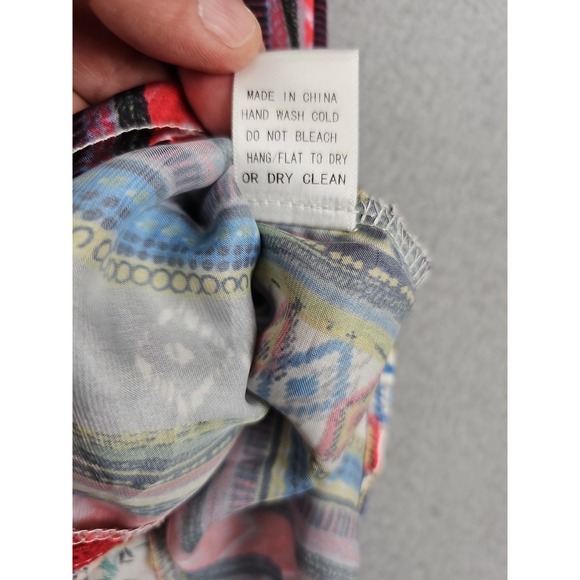 MADE IN CHINA
HAND WASH COLD
DO NOT BLEACH
HANG/FLAT TO DRY
OR DRY CLEAN